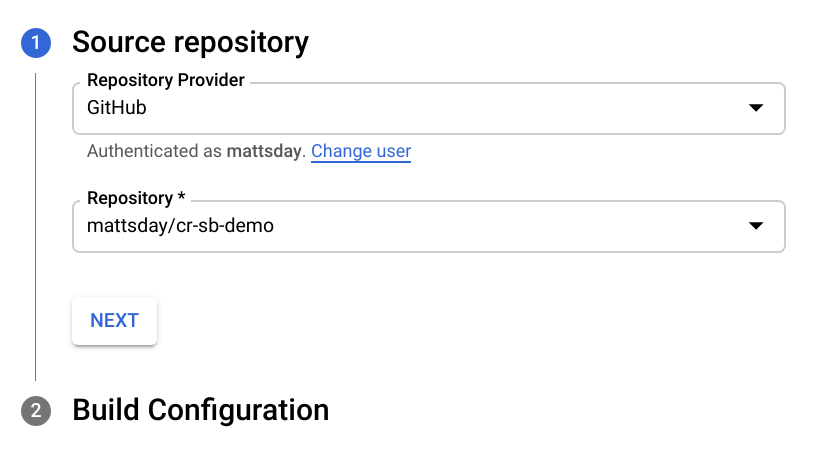 1 Source repository
Repository Provider
GitHub
Authenticated as mattsday. Change user
Repository *
mattsday/cr-sb-demo
NEXT
2 Build Configuration